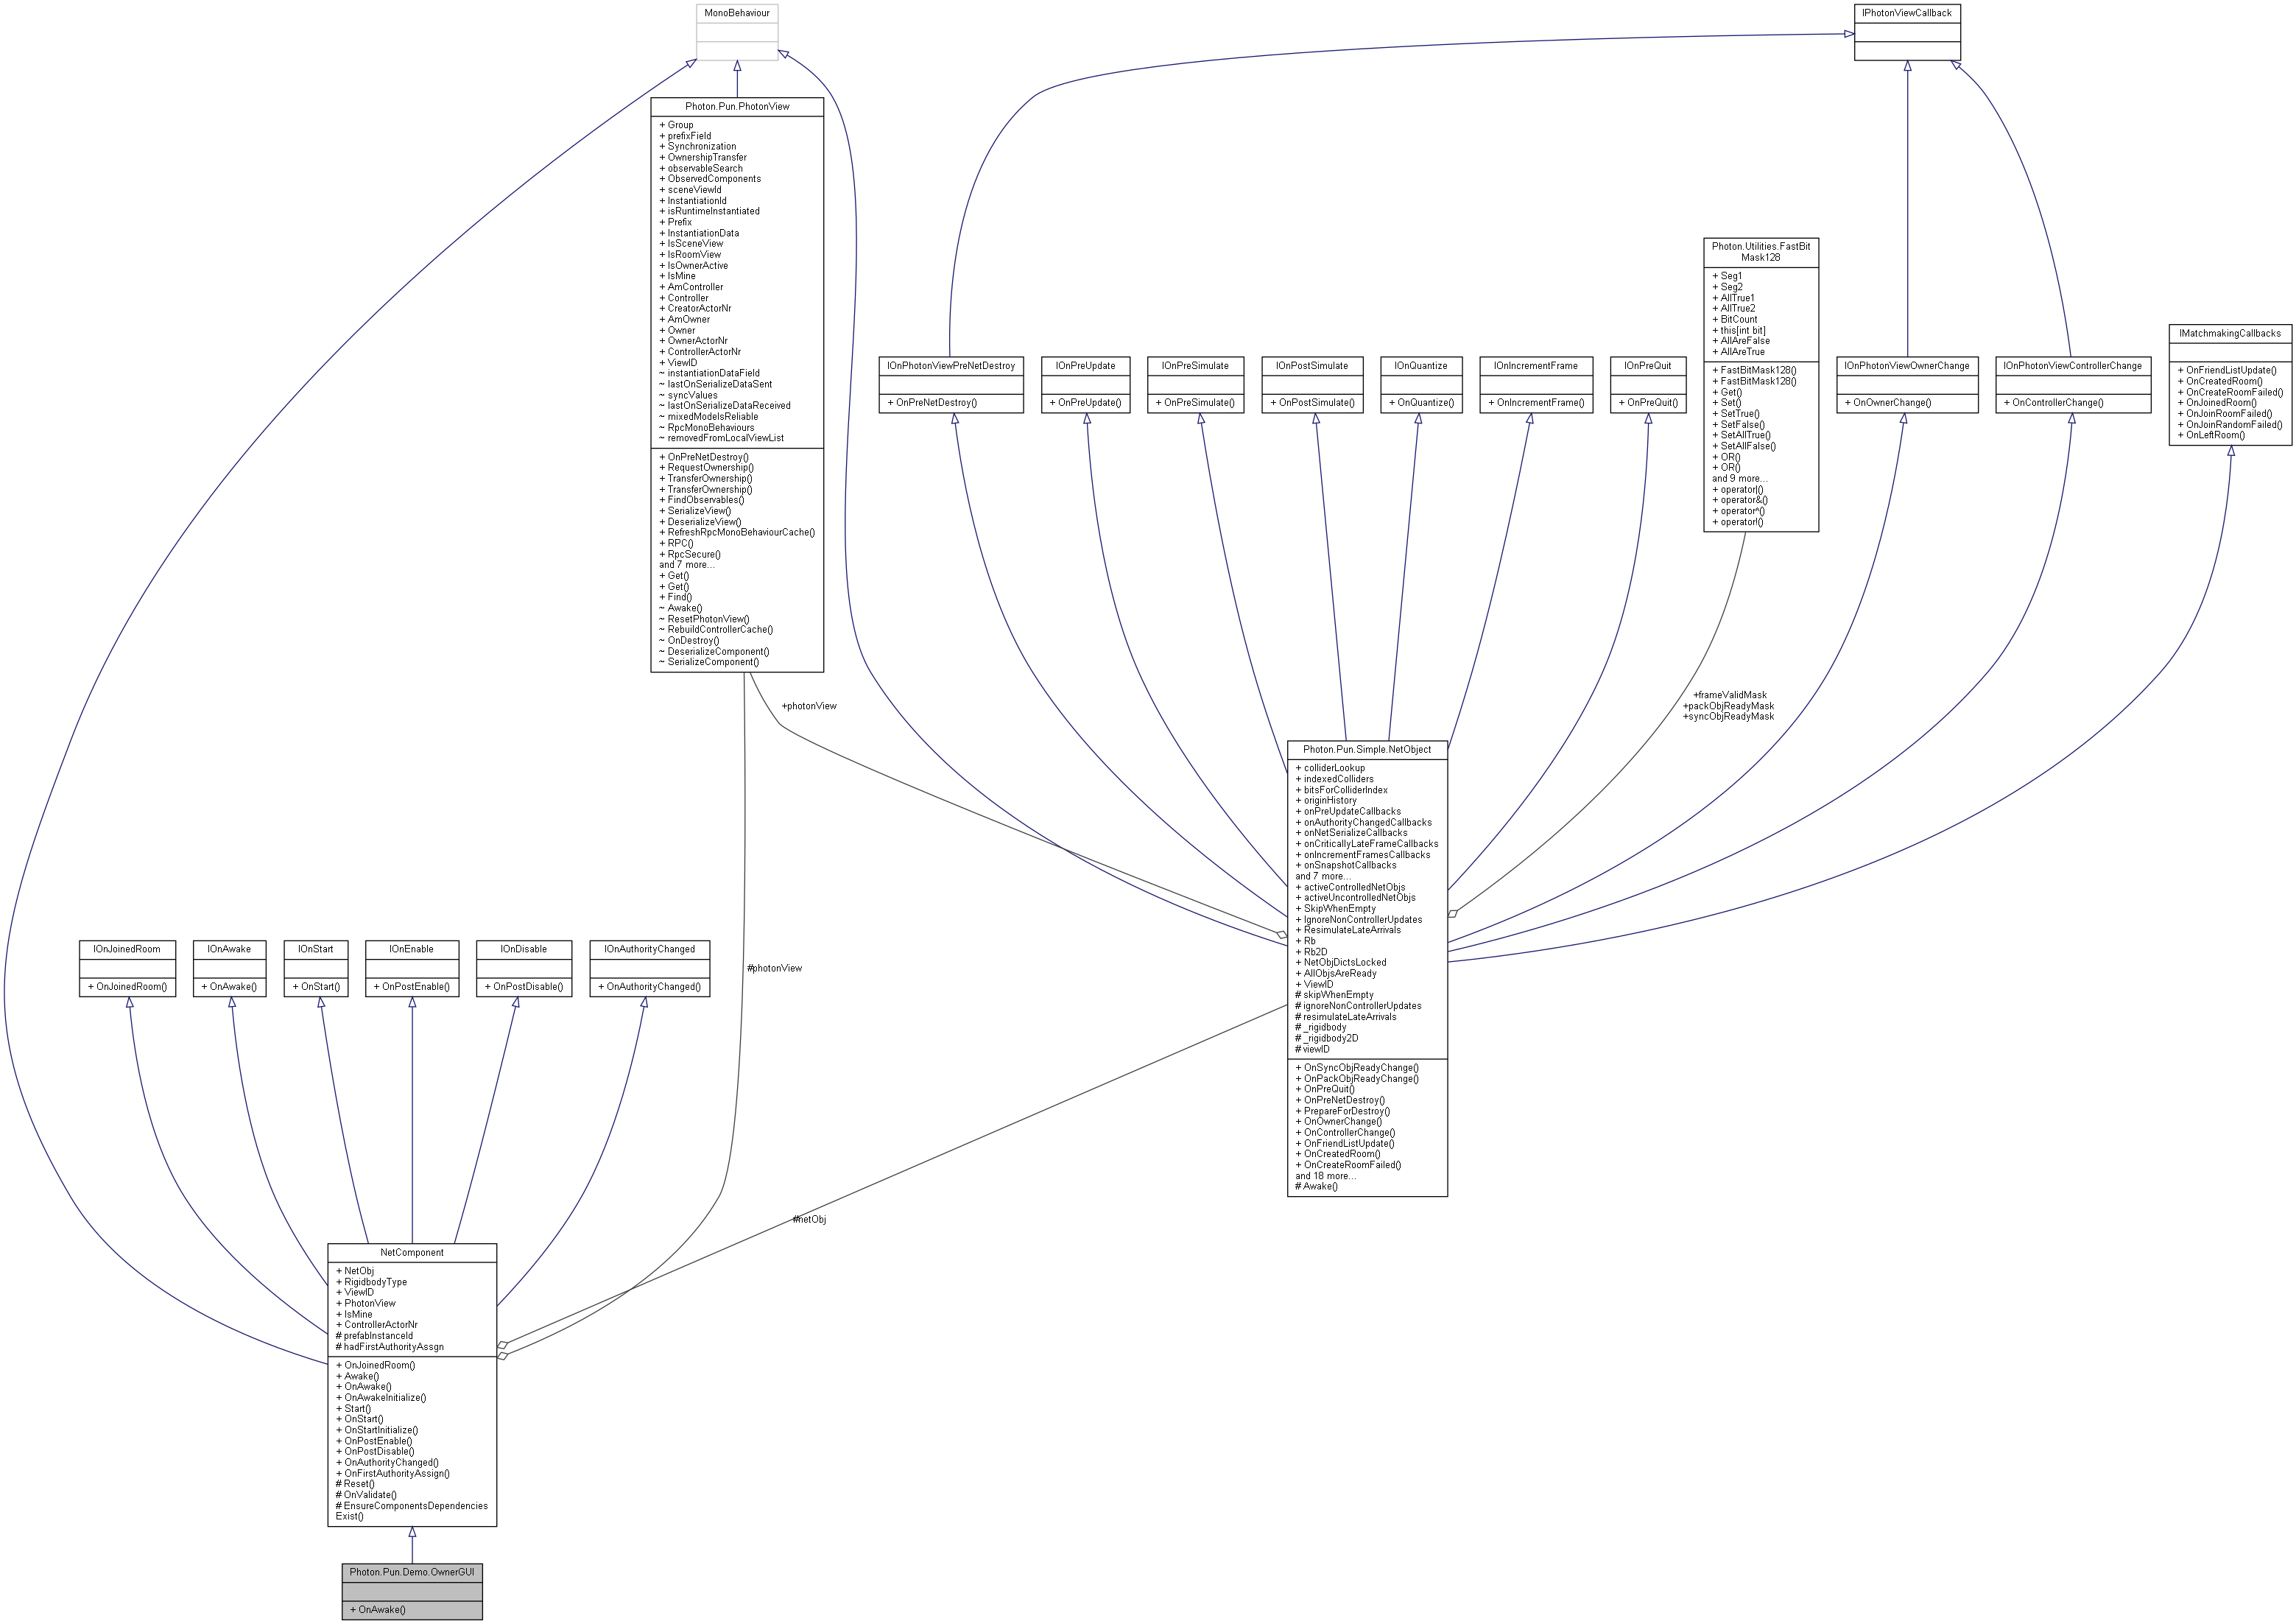 MonoBehaviour
IPhotonViewCallback
Photon.Pun.PhotonView
+ Group
+ prefixField
+ Synchronization
+ OwnershipTransfer
+ observableSearch
+ ObservedComponents
+ sceneViewId
+ InstantiationId
+ isRuntimeInstantiated
+ Prefix
+ InstantiationData
+ IsSceneView
+ IsRoomView
+ IsOwnerActive
+ IsMine
+ AmController
+ Controller
+ CreatorActorNr
+ AmOwner
+ Owner
+ OwnerActorNr
+ ControllerActorNr
+ ViewID
~ instantiationDataField
~ lastOnSerializeDataSent
~ syncValues
~ lastOnSerializeDataReceived
~ mixedModeIsReliable
~ RpcMonoBehaviours
~ removedFromLocalViewList
+ OnPreNetDestroy()
+ RequestOwnership()
+ TransferOwnership()
+ TransferOwnership()
+ FindObservables()
+ SerializeView()
+ DeserializeView()
+ RefreshRpcMonoBehaviourCache()
+ RPC()
+ RpcSecure()
and 7 more...
+ Get()
+ Get()
+ Find()
~ Awake()
~ ResetPhotonView()
~ RebuildControllerCache()
~ OnDestroy()
~ DeserializeComponent()
~ SerializeComponent()
Photon.Utilities.FastBit
Mask128
+ Seg1
+ Seg2
+ AllTrue1
+ AllTrue2
+ BitCount
+ this[int bit]
+ AllAreFalse
+ AllAreTrue
+ FastBitMask128()
+ FastBitMask128()
+ Get()
+ Set()
+ SetTrue()
+ SetFalse()
+ SetAllTrue()
+ SetAllFalse()
+ OR()
+ OR()
and 9 more...
+ operator|()
+ operator&()
+ operator^()
+ operator!()
IMatchmakingCallbacks
+ OnFriendListUpdate()
+ OnCreatedRoom()
+ OnCreateRoomFailed()
+ OnJoinedRoom()
+ OnJoinRoomFailed()
+ OnJoinRandomFailed()
+ OnLeftRoom()
IOnPhotonViewPreNetDestroy
+ OnPreNetDestroy()
IOnPreUpdate
+ OnPreUpdate()
IOnPreSimulate
+ OnPreSimulate()
IOnPostSimulate
+ OnPostSimulate()
IOnQuantize
+ OnQuantize()
IOnIncrementFrame
+ OnIncrementFrame()
IOnPreQuit
+ OnPreQuit()
IOnPhotonViewOwnerChange
+ OnOwnerChange()
IOnPhotonViewControllerChange
+ OnControllerChange()
+photonView
+frameValidMask
+packObjReadyMask
+syncObjReadyMask
Photon.Pun.Simple.NetObject
+ colliderLookup
+ indexedColliders
+ bitsForColliderIndex
+ originHistory
+ onPreUpdateCallbacks
+ onAuthorityChangedCallbacks
+ onNetSerializeCallbacks
+ onCriticallyLateFrameCallbacks
+ onIncrementFramesCallbacks
+ onSnapshotCallbacks
and 7 more...
+ activeControlledNetObjs
+ activeUncontrolledNetObjs
+ SkipWhenEmpty
+ IgnoreNonControllerUpdates
+ ResimulateLateArrivals
+ Rb
+ Rb2D
+ NetObjDictsLocked
+ AllObjsAreReady
+ ViewID
# skipWhenEmpty
# ignoreNonControllerUpdates
# resimulateLateArrivals
# _rigidbody
# _rigidbody2D
# viewID
+ OnSyncObjReadyChange()
+ OnPackObjReadyChange()
+ OnPreQuit()
+ OnPreNetDestroy()
+ PrepareForDestroy()
+ OnOwnerChange()
+ OnControllerChange()
+ OnFriendListUpdate()
+ OnCreatedRoom()
+ OnCreateRoomFailed()
and 18 more...
# Awake()
IOnJoinedRoom
+ OnJoinedRoom()
IOnAwake
+ OnAwake()
IOnStart
+ OnStart()
IOnEnable
+ OnPostEnable()
IOnDisable
+ OnPostDisable()
IOnAuthorityChanged
+ OnAuthorityChanged()
#photonView
#netObj
NetComponent
+ NetObj
+ RigidbodyType
+ ViewID
+ PhotonView
+ IsMine
+ ControllerActorNr
# prefabInstanceId
# hadFirstAuthorityAssgn
+ OnJoinedRoom()
+ Awake()
+ OnAwake()
+ OnAwakeInitialize()
+ Start()
+ OnStart()
+ OnStartInitialize()
+ OnPostEnable()
+ OnPostDisable()
+ OnAuthorityChanged()
+ OnFirstAuthorityAssign()
# Reset()
# OnValidate()
# EnsureComponentsDependencies
Exist()
Photon.Pun.Demo.OwnerGUI
+ OnAwake()